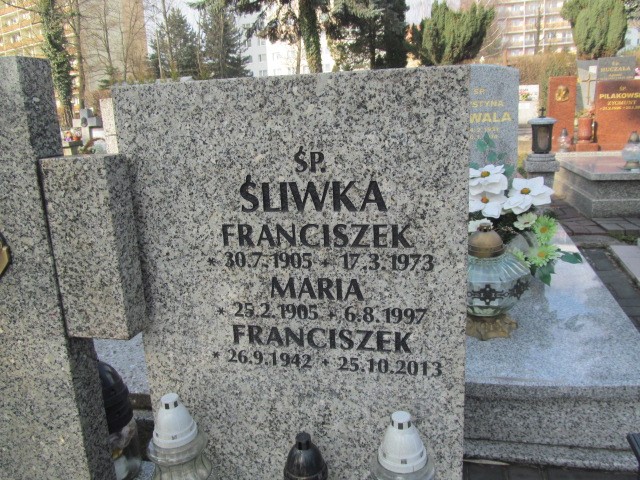 ŚP.
ŚLIWKA
FRANCISZEK
* 30.7.1905 + 17.3.1973
MARIA
* 25.2.1905 + 6.8.1997
FRANCISZEK
* 26.9.1942 + 25.10.2013